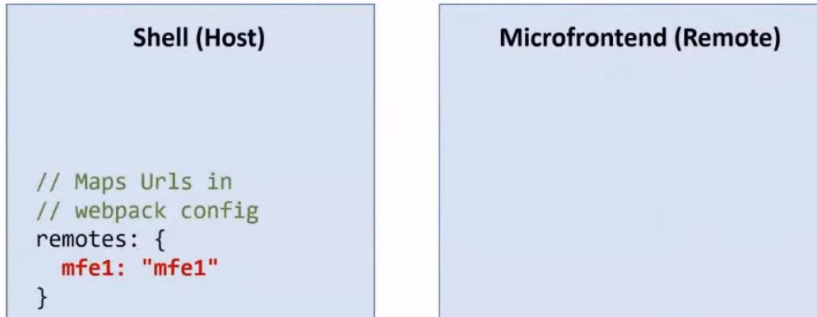 Shell (Host)
Microfrontend (Remote)
// Maps Urls in
// webpack config
remotes: {
mfe1: "mfe1"
}